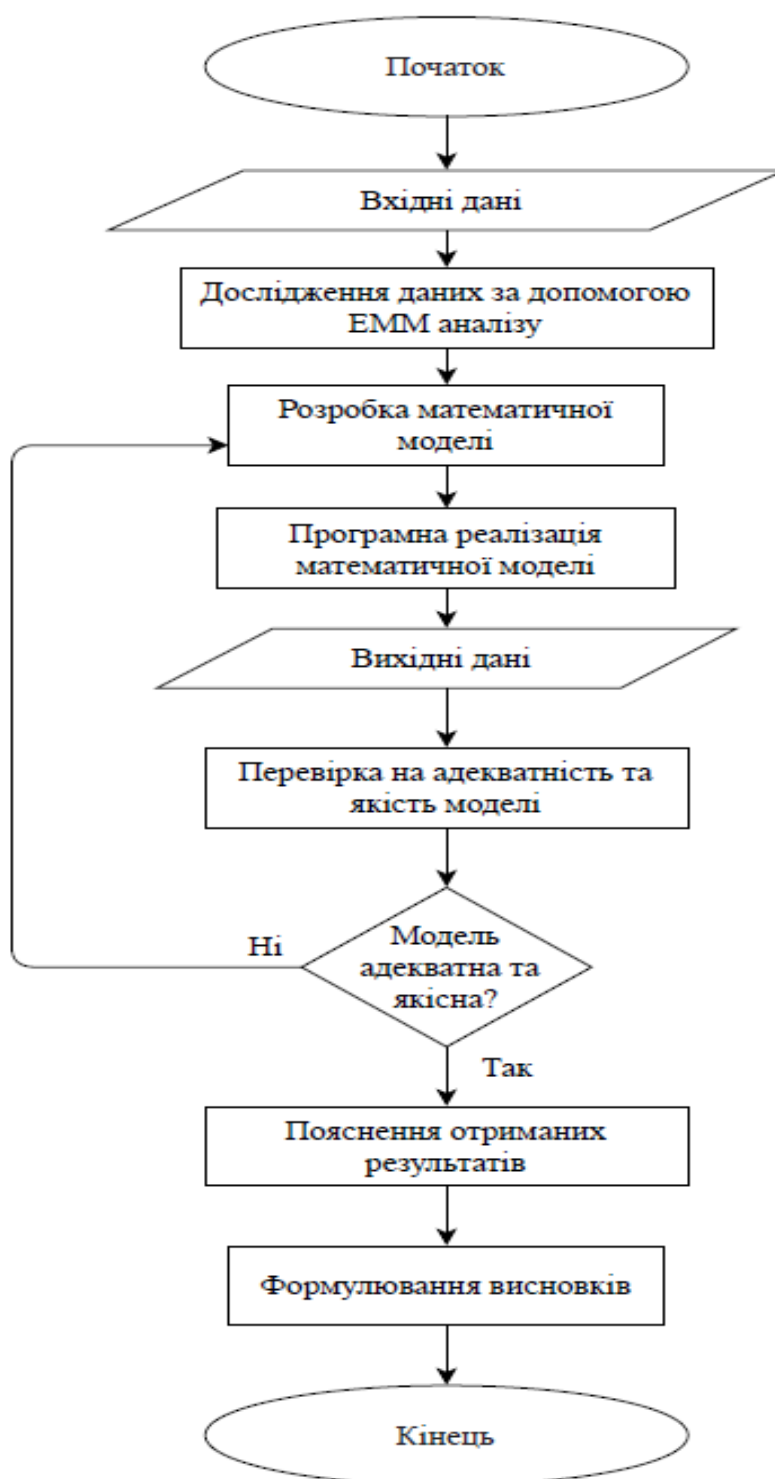 Початок
Вхідні дані
Дослідження даних за допомогою
ЕММ аналізу
Розробка математичної
моделі
Програмна реалізація
математичної моделі
Вихідні дані
Перевірка на адекватність та
якість моделі
Ні
Модель
адекватна та
якісна?
Так
Пояснення отриманих
результатів
Формулювання висновків
Кінець